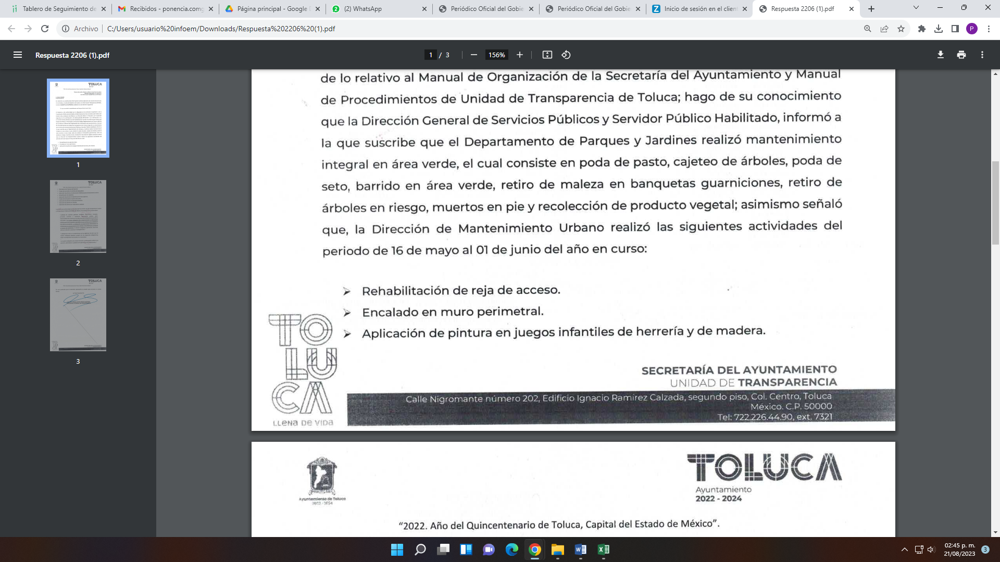 Tablero de Seguimiento de
Recibidos - ponencia.comg
Página principal - Google D
(2) WhatsApp
Periódico Oficial del Gobie
Periódico Oficial del Gobie
Inicio de sesión en el client
Respuesta 2206 (1).pdf
Archivo
C:/Users/usuario%20infoem/Downloads/Respuesta%202206%20(1).pdf
P
Respuesta 2206 (1).pdf
1 / 3
156%
1
2
3
de lo relativo al Manual de Organización de la Secretaría del Ayuntamiento y Manual
de Procedimientos de Unidad de Transparencia de Toluca; hago de su conocimiento
que la Dirección General de Servicios Públicos y Servidor Público Habilitado, informó a
la que suscribe que el Departamento de Parques y Jardines realizó mantenimiento
integral en área verde, el cual consiste en poda de pasto, cajeteo de árboles, poda de
seto, barrido en área verde, retiro de maleza en banquetas guarniciones, retiro de
árboles en riesgo, muertos en pie y recolección de producto vegetal; asimismo señaló
que, la Dirección de Mantenimiento Urbano realizó las siguientes actividades del
periodo de 16 de mayo al 01 de junio del año en curso:
➢ Rehabilitación de reja de acceso.
➢ Encalado en muro perimetral.
➢ Aplicación de pintura en juegos infantiles de herrería y de madera.
TO
LU
CA
LLENA DE VIDA
SECRETARÍA DEL AYUNTAMIENTO
UNIDAD DE TRANSPARENCIA
Calle Nigromante número 202, Edificio Ignacio Ramírez Calzada, segundo piso, Col. Centro, Toluca
México. C.P. 50000
Tel: 722.226.44.90, ext. 7321
Ayuntamiento de Toluca
2022 - 2024
TOLUCA
Ayuntamiento
2022 - 2024
“2022. Año del Quincentenario de Toluca, Capital del Estado de México”.
02:45 p. m.
21/08/2023
3